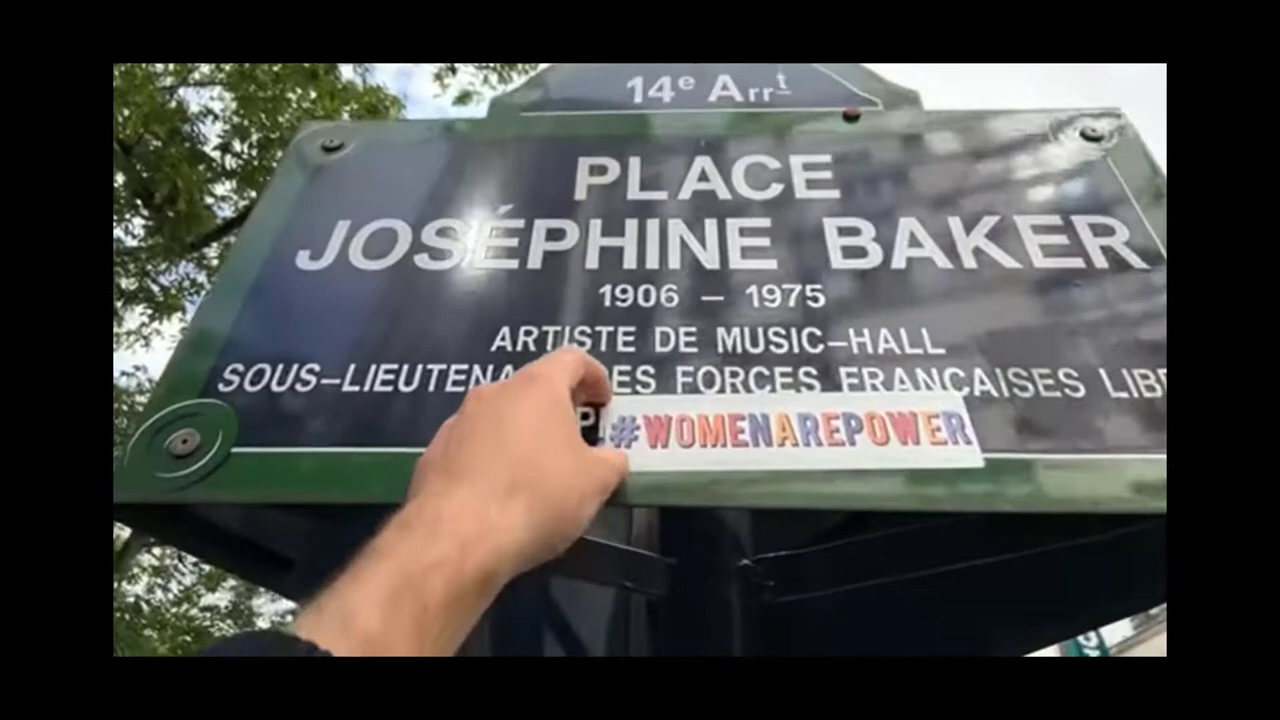 14e Arrt
PLACE
JOSÉPHINE BAKER
1906 – 1975
ARTISTE DE MUSIC–HALL
DES FORCES FRANÇAISES
#WOMENAREPOWER